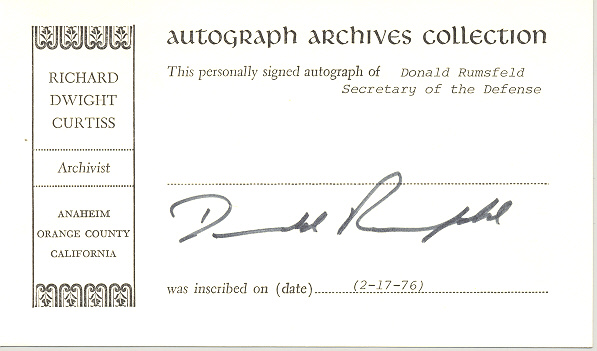 AUTOGRAPH ARCHIVES COLLECTION
RICHARD
DWIGHT
CURTISS
Archivist
ANAHEIM
ORANGE COUNTY
CALIFORNIA
This personally signed autograph of Donald Rumsfeld
Secretary of the Defense
Donald Rumsfeld
was inscribed on (date) (2-17-76)